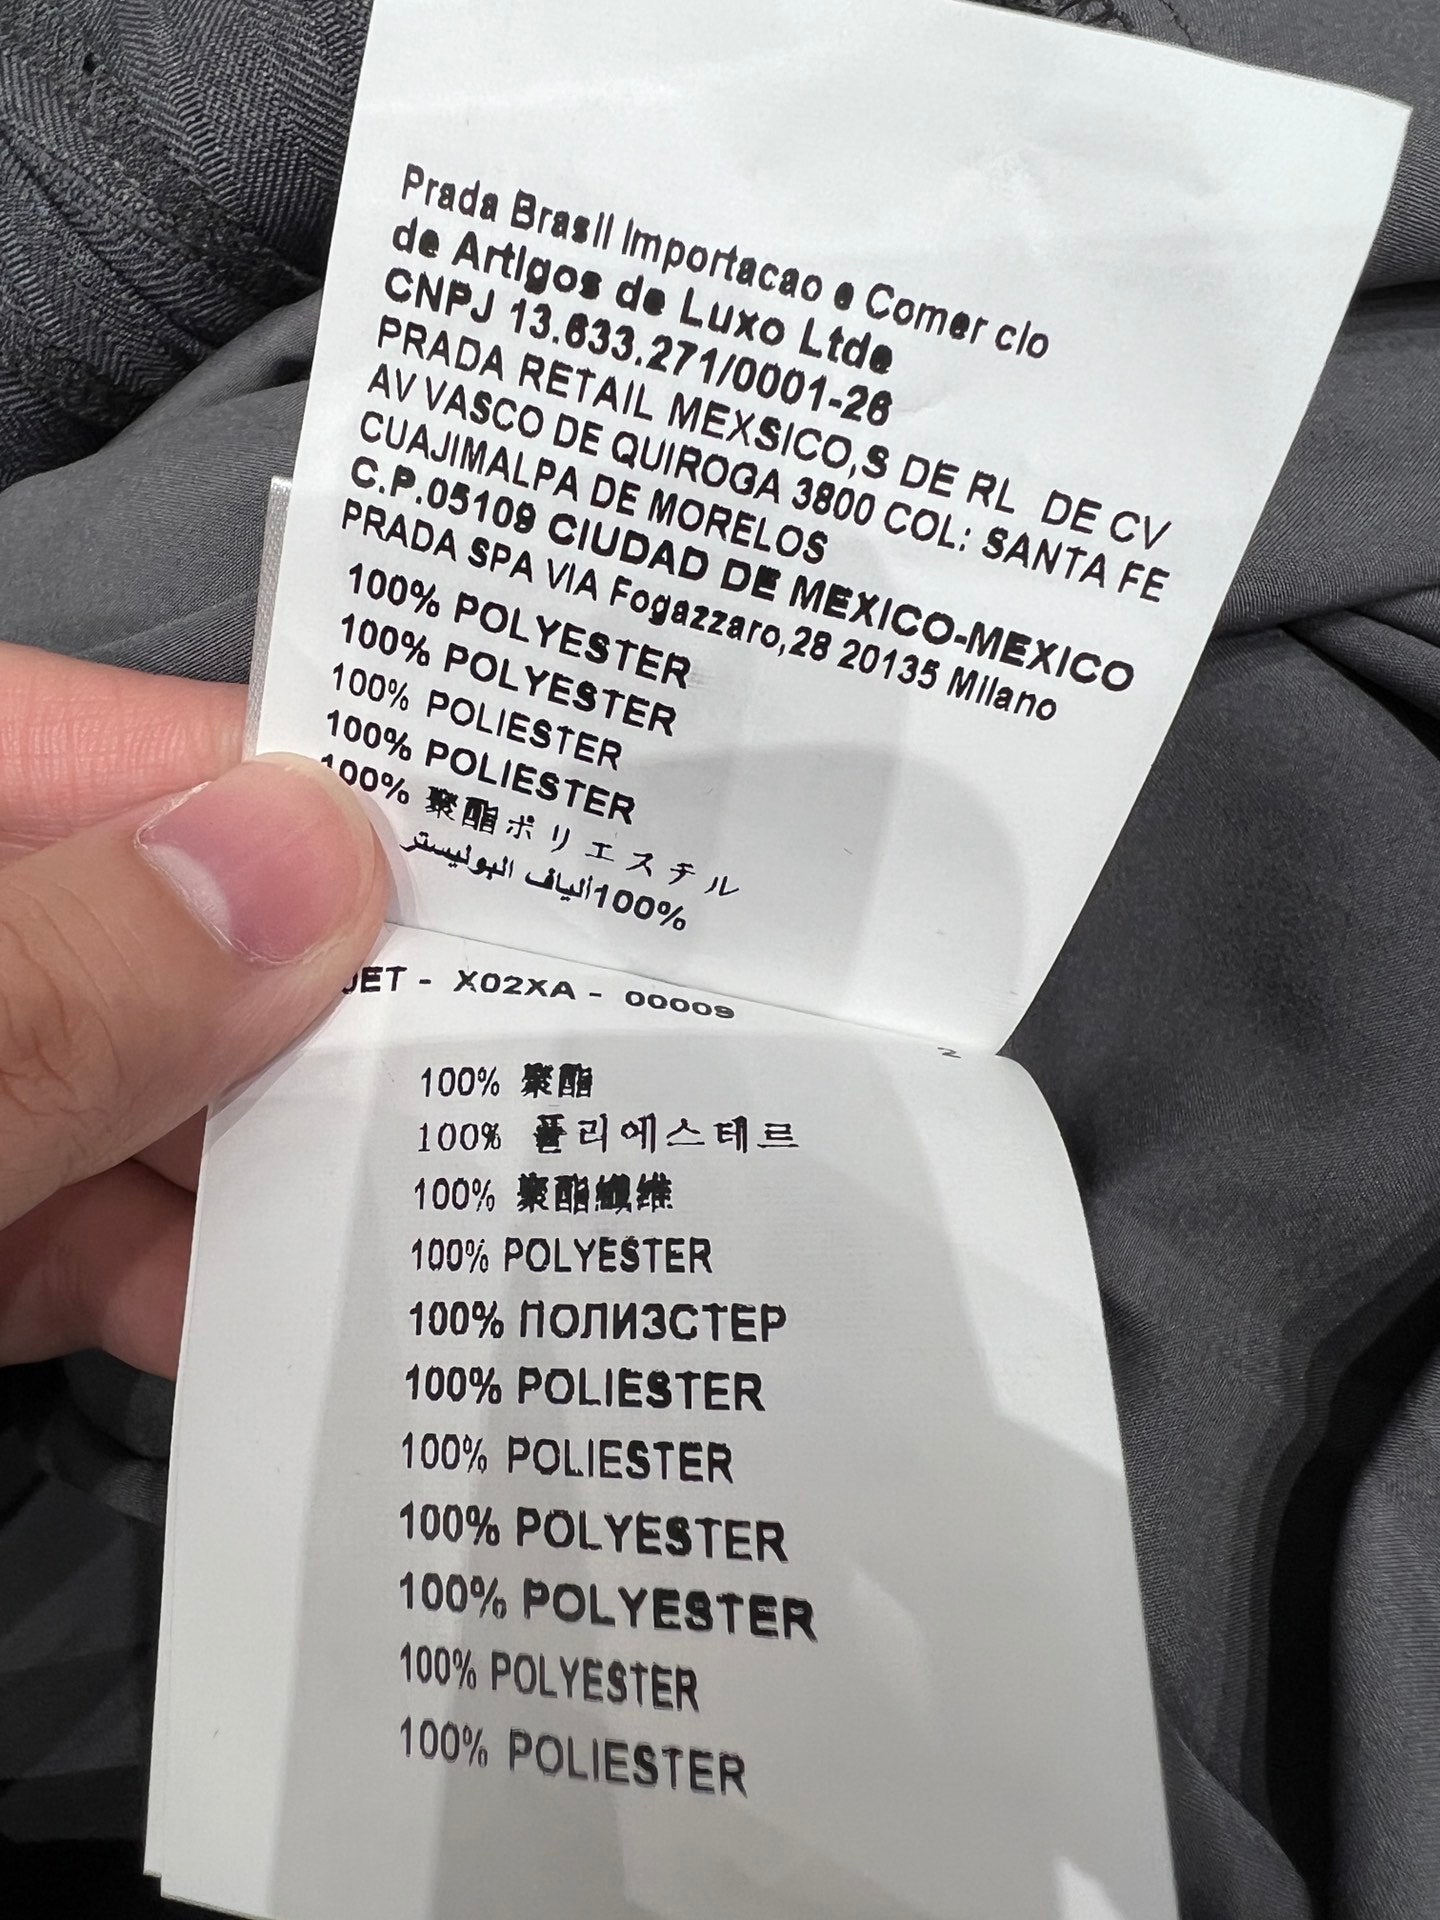 Prada Brasil Importacao e Comer cio
de Artigos de Luxo Ltde
CNPJ 13.633.271/0001-26
PRADA RETAIL MEXSICO,S DE RL DE CV
AV VASCO DE QUIROGA 3800 COL: SANTA FE
CUAJIMALPA DE MORELOS
C.P.05109 CIUDAD DE MEXICO-MEXICO
PRADA SPA VIA Fogazzaro,28 20135 Milano
100% POLYESTER
100% POLYESTER
100% POLIESTER
100% POLIESTER
100% 聚酯ポリエステル
100%ألياف البوليستر
JET - X02XA - 00009
2
100% 聚酯
100% 폴리에스테르
100% 聚酯纖维
100% POLYESTER
100% ПОЛИЗСТЕР
100% POLIESTER
100% POLIESTER
100% POLYESTER
100% POLYESTER
100% POLYESTER
100% POLIESTER